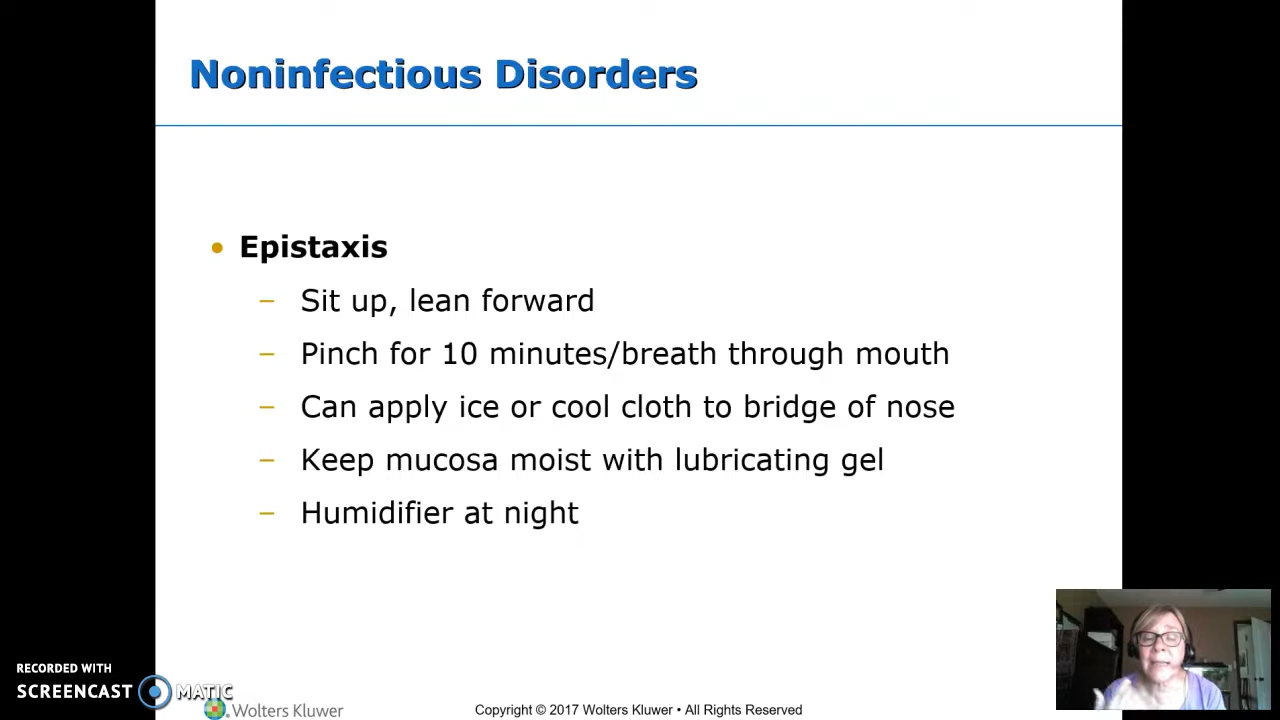 Noninfectious Disorders
• Epistaxis
– Sit up, lean forward
– Pinch for 10 minutes/breath through mouth
– Can apply ice or cool cloth to bridge of nose
– Keep mucosa moist with lubricating gel
– Humidifier at night
RECORDED WITH
SCREENCAST MATIC
Wolters Kluwer
Copyright © 2017 Wolters Kluwer • All Rights Reserved